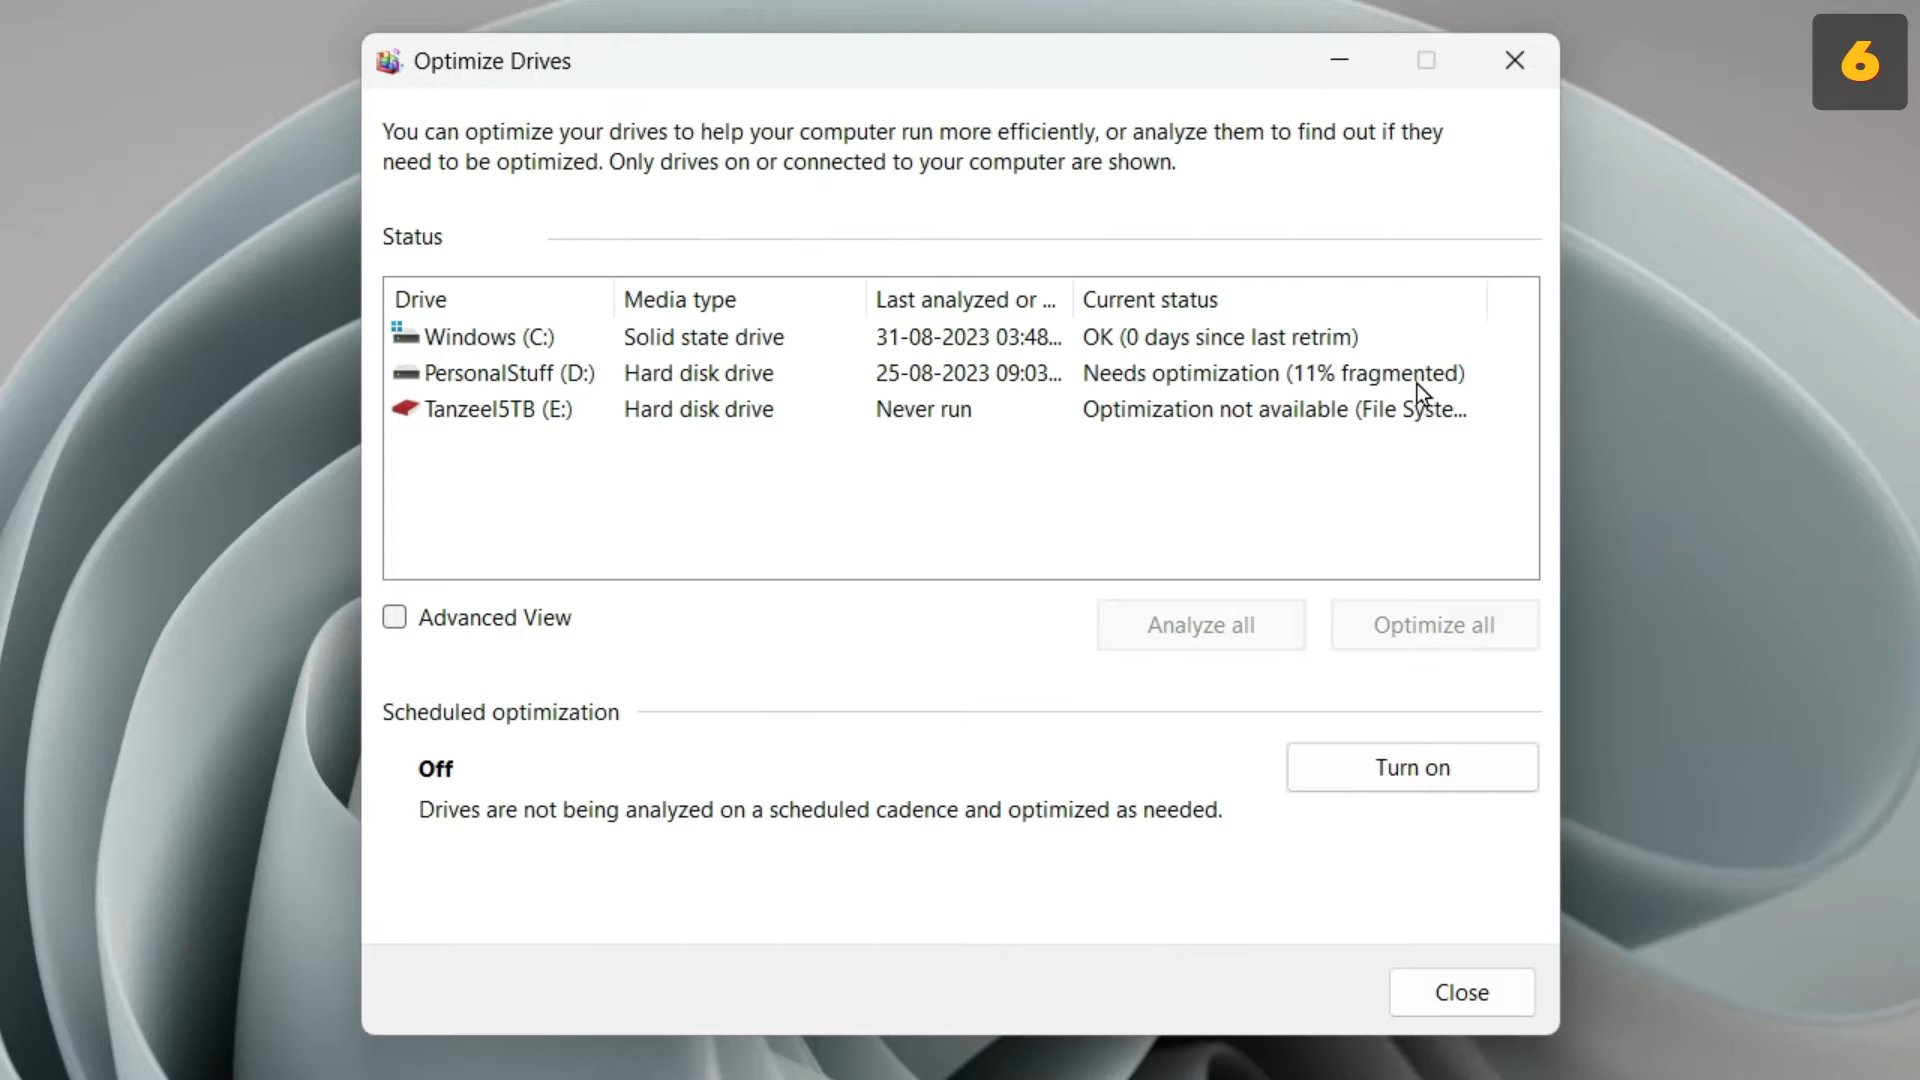 6
Optimize Drives
You can optimize your drives to help your computer run more efficiently, or analyze them to find out if they
need to be optimized. Only drives on or connected to your computer are shown.
Status
Drive Media type Last analyzed or ... Current status
Windows (C:) Solid state drive 31-08-2023 03:48... OK (0 days since last retrim)
PersonalStuff (D:) Hard disk drive 25-08-2023 09:03... Needs optimization (11% fragmented)
Tanzeel5TB (E:) Hard disk drive Never run Optimization not available (File Syste...
Advanced View
Analyze all
Optimize all
Scheduled optimization
Off
Turn on
Drives are not being analyzed on a scheduled cadence and optimized as needed.
Close